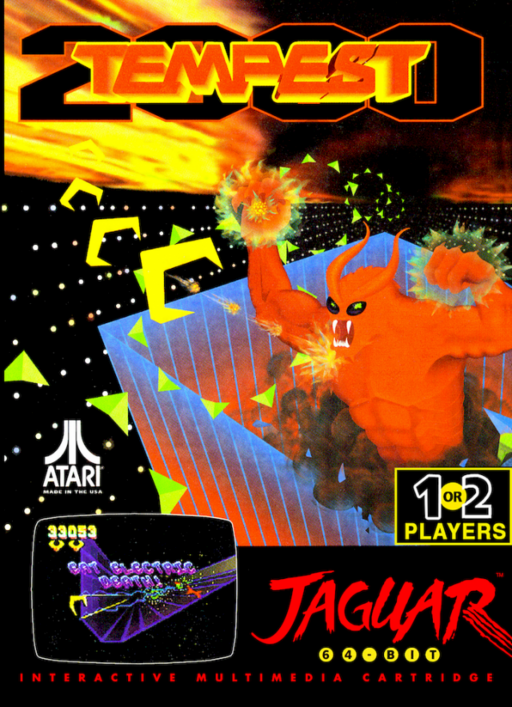 2000
TEMPEST
ATARI
MADE IN THE USA
1 OR 2
PLAYERS
33053
EAT ELECTRIC
DEATH!
JAGUAR™
64-BIT
INTERACTIVE MULTIMEDIA CARTRIDGE